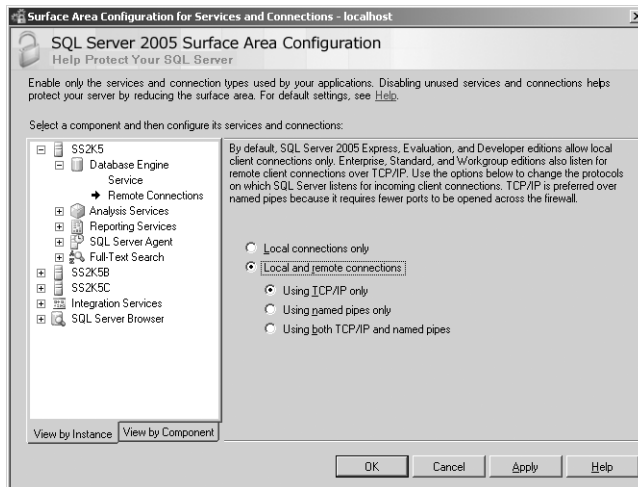 Surface Area Configuration for Services and Connections - localhost
SQL Server 2005 Surface Area Configuration
Help Protect Your SQL Server
Enable only the services and connection types used by your applications. Disabling unused services and connections helps
protect your server by reducing the surface area. For default settings, see Help.
Select a component and then configure its services and connections:
SS2K5
Database Engine
Service
Remote Connections
Analysis Services
Reporting Services
SQL Server Agent
Full-Text Search
SS2K5B
SS2K5C
Integration Services
SQL Server Browser
View by Instance
View by Component
By default, SQL Server 2005 Express, Evaluation, and Developer editions allow local
client connections only. Enterprise, Standard, and Workgroup editions also listen for
remote client connections over TCP/IP. Use the options below to change the protocols
on which SQL Server listens for incoming client connections. TCP/IP is preferred over
named pipes because it requires fewer ports to be opened across the firewall.
Local connections only
Local and remote connections
Using TCP/IP only
Using named pipes only
Using both TCP/IP and named pipes
OK
Cancel
Apply
Help